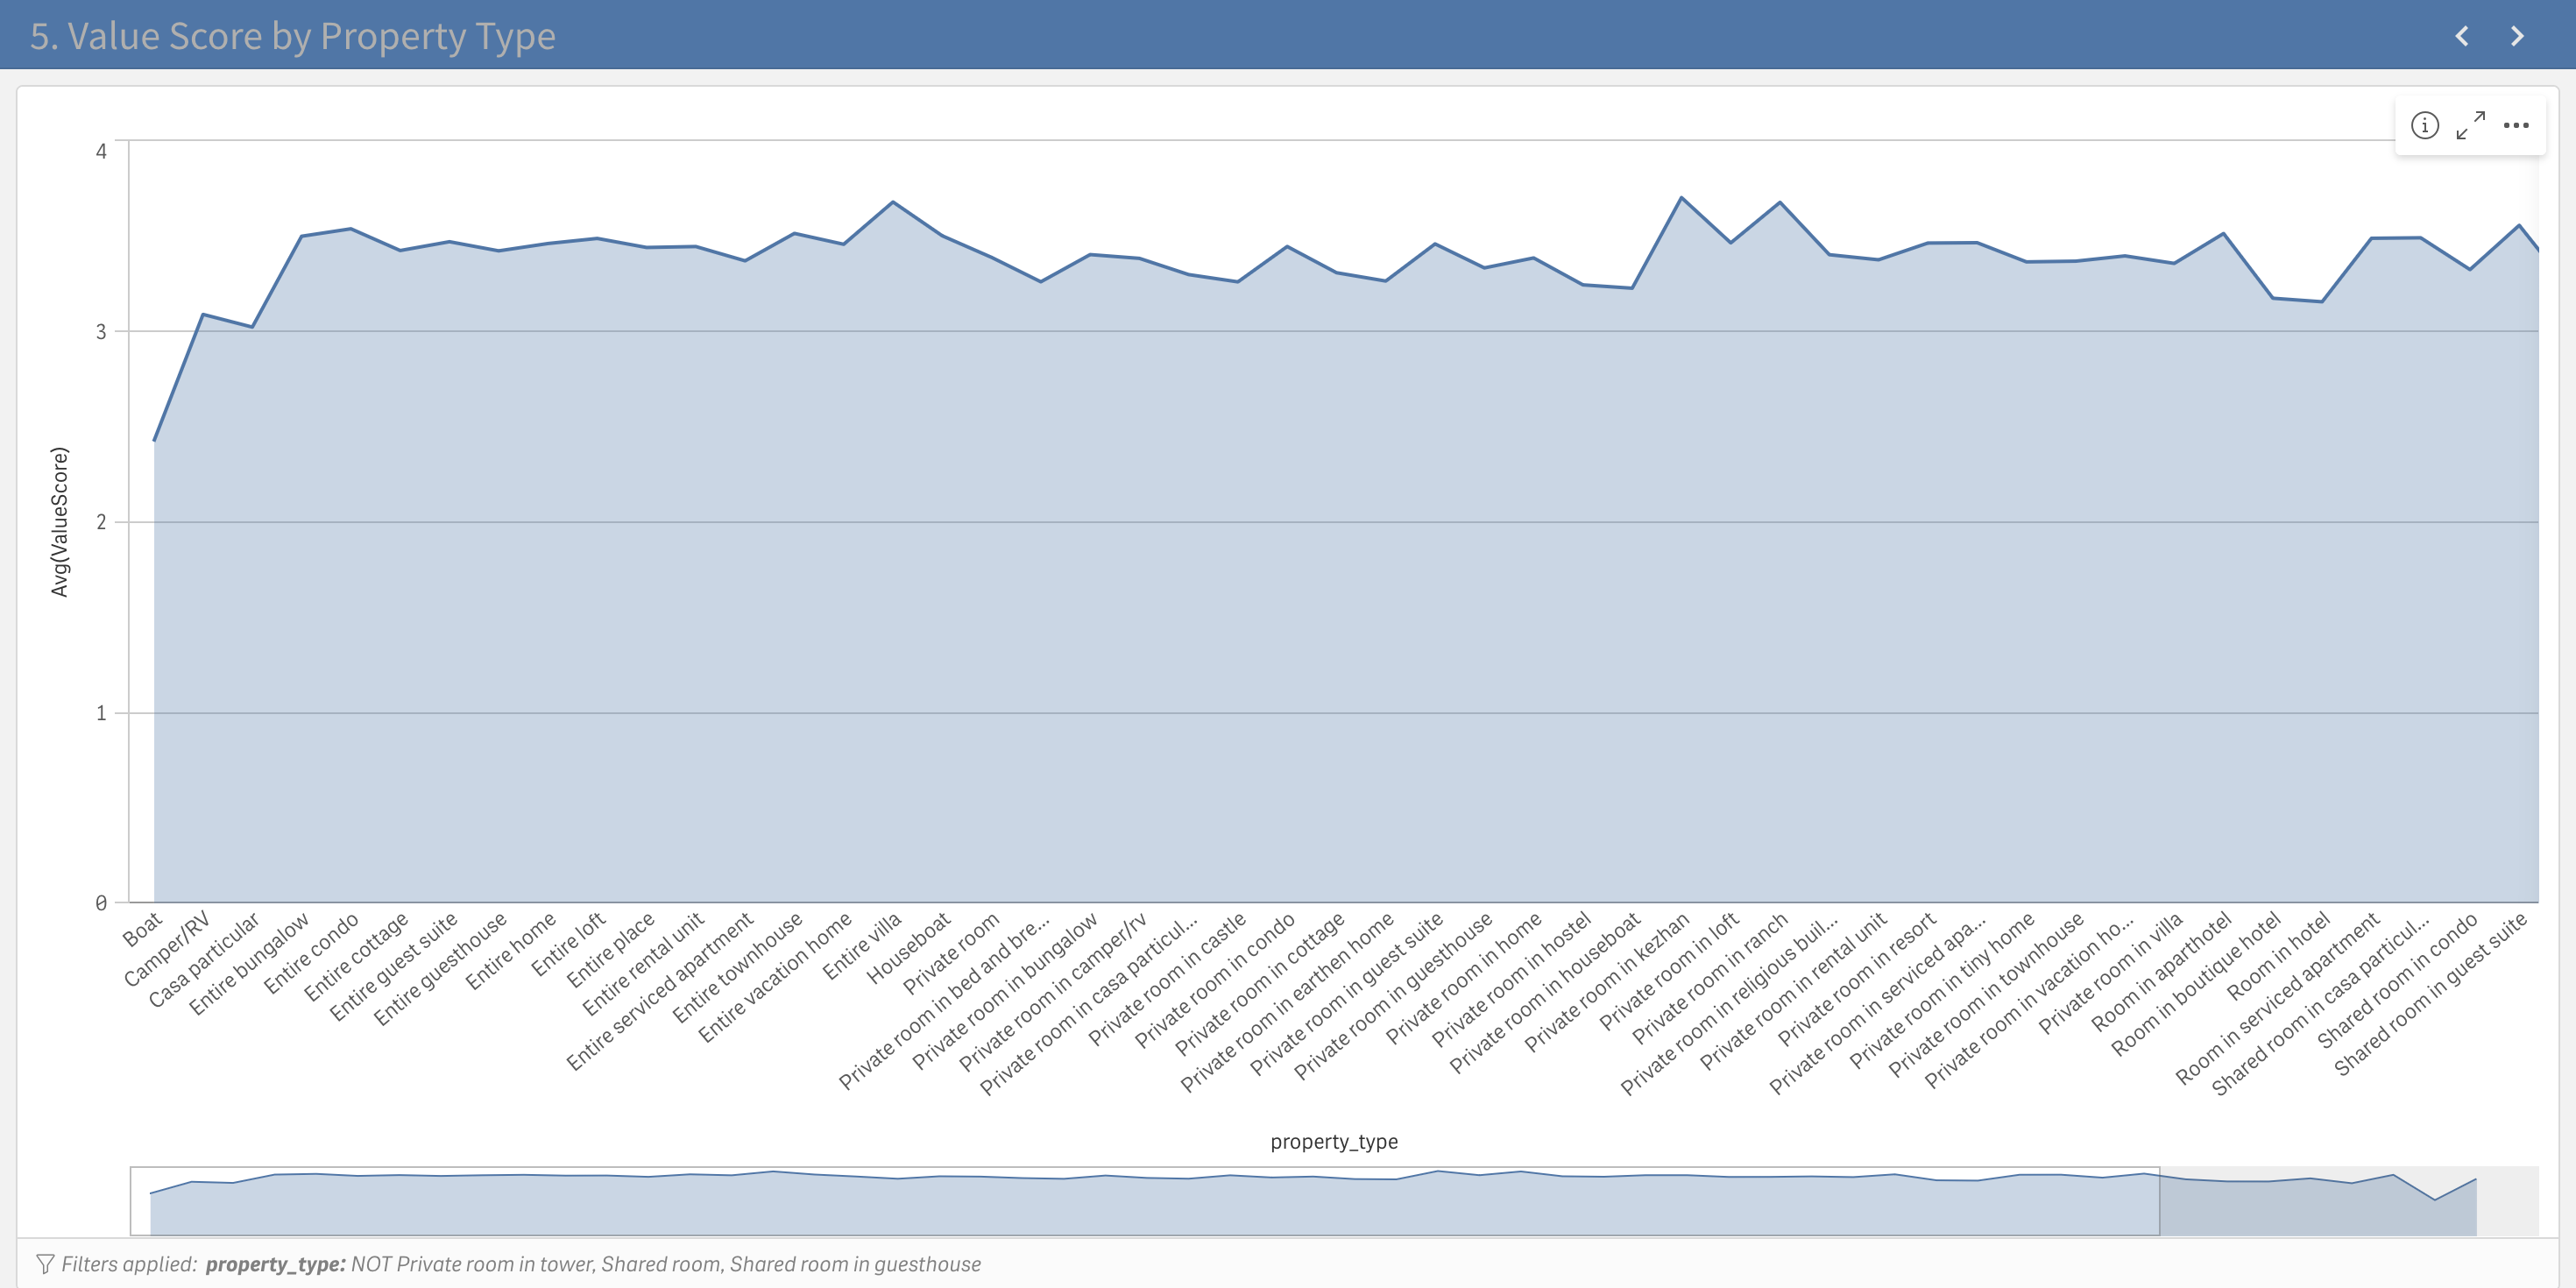 5. Value Score by Property Type
4
3
2
1
0
Avg(ValueScore)
Boat
Camper/RV
Casa particular
Entire bungalow
Entire condo
Entire cottage
Entire guest suite
Entire guesthouse
Entire home
Entire loft
Entire place
Entire rental unit
Entire serviced apartment
Entire townhouse
Entire vacation home
Entire villa
Houseboat
Private room
Private room in bed and bre...
Private room in bungalow
Private room in camper/rv
Private room in casa particul...
Private room in castle
Private room in condo
Private room in cottage
Private room in earthen home
Private room in guest suite
Private room in guesthouse
Private room in home
Private room in hostel
Private room in houseboat
Private room in kezhan
Private room in loft
Private room in ranch
Private room in religious buil...
Private room in rental unit
Private room in resort
Private room in serviced apa...
Private room in tiny home
Private room in townhouse
Private room in vacation ho...
Private room in villa
Room in aparthotel
Room in boutique hotel
Room in hotel
Room in serviced apartment
Shared room in casa particul...
Shared room in condo
Shared room in guest suite
property_type
Filters applied: property_type: NOT Private room in tower, Shared room, Shared room in guesthouse